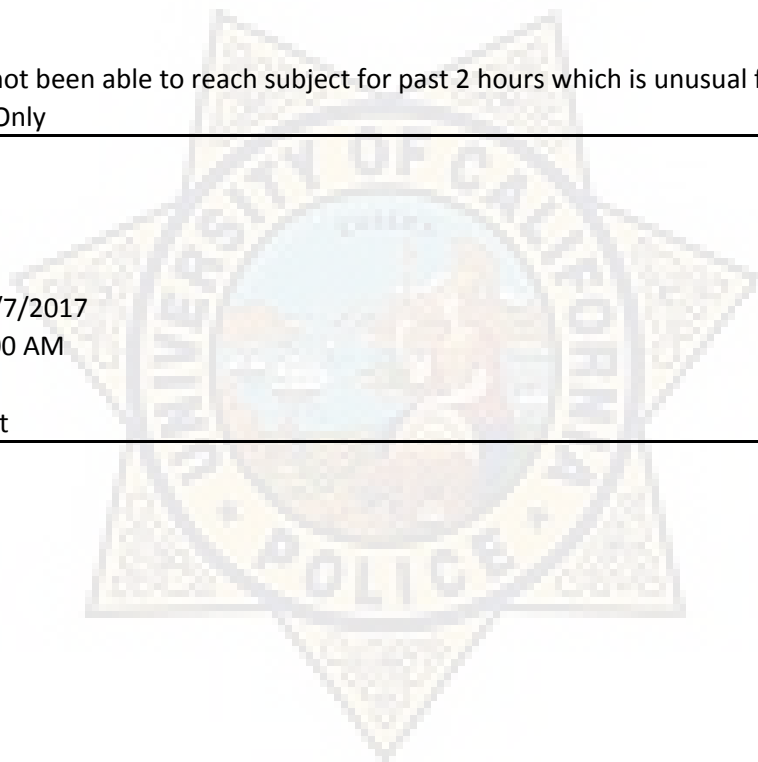 not been able to reach subject for past 2 hours which is unusual f
Only
/7/2017
00 AM
t
UNIVERSITY OF CALIFORNIA
POLICE